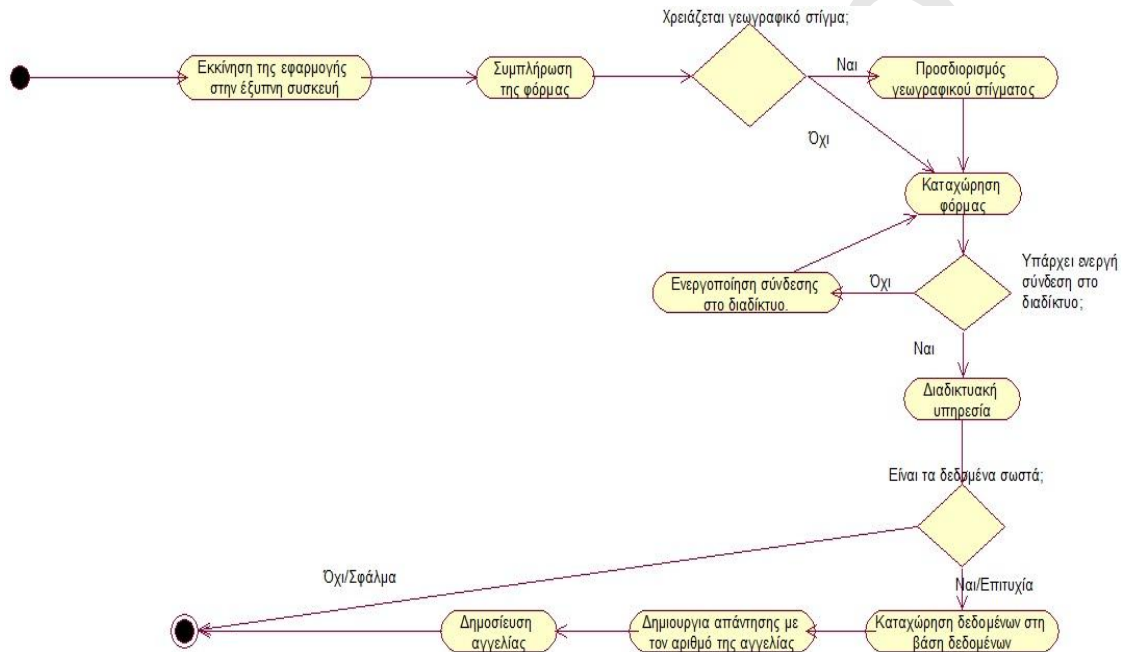 Χρειάζεται γεωγραφικό στίγμα;
Εκκίνηση της εφαρμογής
στην έξυπνη συσκευή
Συμπλήρωση
της φόρμας
Ναι
Προσδιορισμός
γεωγραφικού στίγματος
Όχι
Καταχώρηση
φόρμας
Υπάρχει ενεργή
σύνδεση στο
διαδίκτυο;
Όχι
Ενεργοποίηση σύνδεσης
στο διαδίκτυο.
Ναι
Διαδικτυακή
υπηρεσία
Είναι τα δεδομένα σωστά;
Όχι/Σφάλμα
Ναι/Επιτυχία
Δημοσίευση
αγγελίας
Δημιουργια απάντησης με
τον αριθμό της αγγελίας
Καταχώρηση δεδομένων στη
βάση δεδομένων